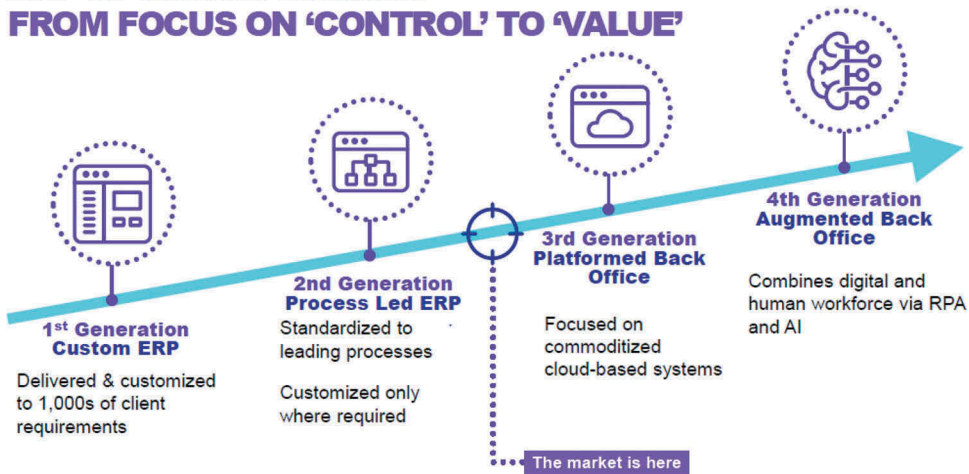 FROM FOCUS ON ‘CONTROL’ TO ‘VALUE’
1st Generation
Custom ERP
Delivered & customized
to 1,000s of client
requirements
2nd Generation
Process Led ERP
Standardized to
leading processes
Customized only
where required
The market is here
3rd Generation
Platformed Back
Office
Focused on
commoditized
cloud-based systems
4th Generation
Augmented Back
Office
Combines digital and
human workforce via RPA
and AI